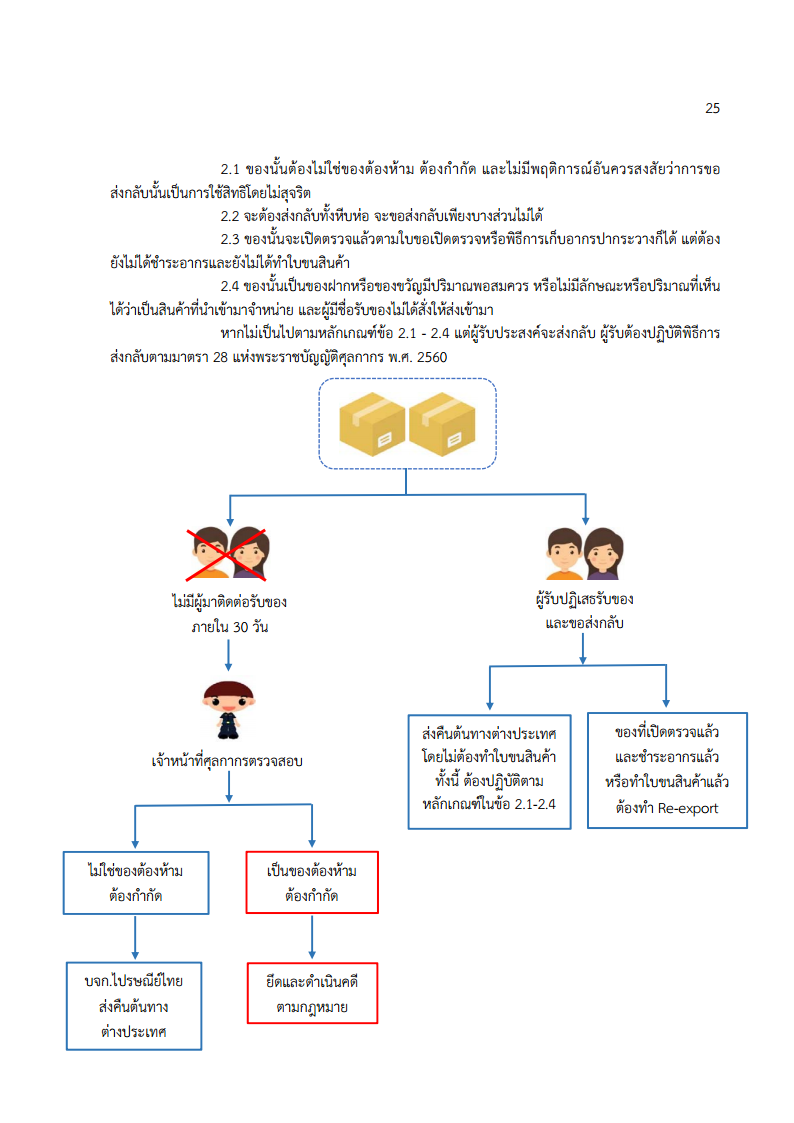 25
2.1 ของนั้นต้องไม่ใช่ของต้องห้าม ต้องกำกัด และไม่มีพฤติการณ์อันควรสงสัยว่าการขอ
ส่งกลับนั้นเป็นการใช้สิทธิโดยไม่สุจริต
2.2 จะต้องส่งกลับทั้งหีบห่อ จะขอส่งกลับเพียงบางส่วนไม่ได้
2.3 ของนั้นจะเปิดตรวจแล้วตามใบขอเปิดตรวจหรือพิธีการเก็บอากรปากระวางก็ได้ แต่ต้อง
ยังไม่ได้ชำระอากรและยังไม่ได้ทำใบขนสินค้า
2.4 ของนั้นเป็นของฝากหรือของขวัญมีปริมาณพอสมควร หรือไม่มีลักษณะหรือปริมาณที่เห็น
ได้ว่าเป็นสินค้าที่นำเข้ามาจำหน่าย และผู้มีชื่อรับของไม่ได้สั่งให้ส่งเข้ามา
หากไม่เป็นไปตามหลักเกณฑ์ข้อ 2.1 - 2.4 แต่ผู้รับประสงค์จะส่งกลับ ผู้รับต้องปฏิบัติพิธีการ
ส่งกลับตามมาตรา 28 แห่งพระราชบัญญัติศุลกากร พ.ศ. 2560
ไม่มีผู้มาติดต่อรับของ
ภายใน 30 วัน
ผู้รับปฏิเสธรับของ
และขอส่งกลับ
เจ้าหน้าที่ศุลกากรตรวจสอบ
ส่งคืนต้นทางต่างประเทศ
โดยไม่ต้องทำใบขนสินค้า
ทั้งนี้ ต้องปฏิบัติตาม
หลักเกณฑ์ในข้อ 2.1-2.4
ของที่เปิดตรวจแล้ว
และชำระอากรแล้ว
หรือทำใบขนสินค้าแล้ว
ต้องทำ Re-export
ไม่ใช่ของต้องห้าม
ต้องกำกัด
เป็นของต้องห้าม
ต้องกำกัด
บจก.ไปรษณีย์ไทย
ส่งคืนต้นทาง
ต่างประเทศ
ยึดและดำเนินคดี
ตามกฎหมาย